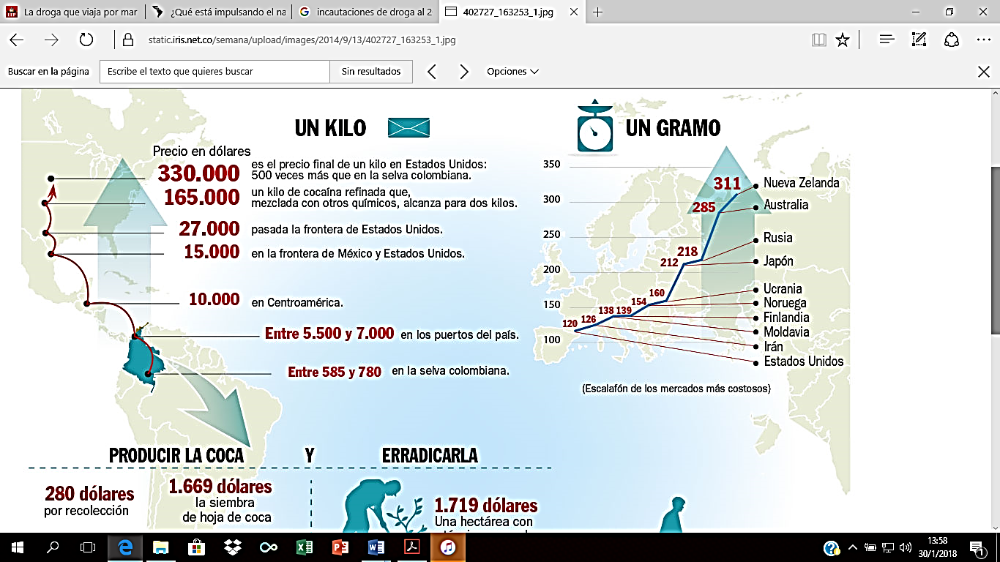 La droga que viaja por mar
¿Qué está impulsando el na
incautaciones de droga al 2
402727_163253_1.jpg
static.iris.net.co/semana/upload/images/2014/9/13/402727_163253_1.jpg
Buscar en la página
Escribe el texto que quieres buscar
Sin resultados
Opciones
UN KILO
Precio en dólares
330.000 es el precio final de un kilo en Estados Unidos:
500 veces más que en la selva colombiana.
165.000 un kilo de cocaína refinada que,
mezclada con otros químicos, alcanza para dos kilos.
27.000 pasada la frontera de Estados Unidos.
15.000 en la frontera de México y Estados Unidos.
10.000 en Centroamérica.
Entre 5.500 y 7.000 en los puertos del país.
Entre 585 y 780 en la selva colombiana.
UN GRAMO
350
300
250
200
150
100
120
126
138
139
154
160
212
218
285
311
Nueva Zelanda
Australia
Rusia
Japón
Ucrania
Noruega
Finlandia
Moldavia
Irán
Estados Unidos
(Escalafón de los mercados más costosos)
PRODUCIR LA COCA Y ERRADICARLA
280 dólares
por recolección
1.669 dólares
la siembra
de hoja de coca
1.719 dólares
Una hectárea con
13:58
30/1/2018